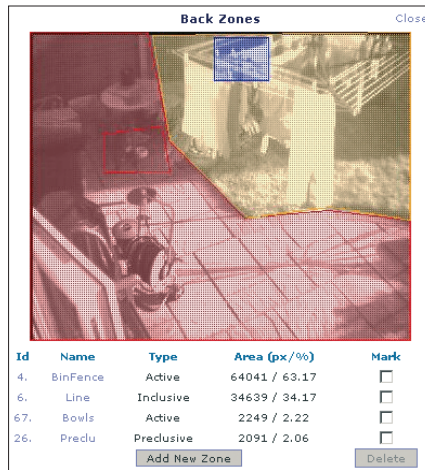 Back Zones Close
Id Name Type Area (px/%) Mark
4. BinFence Active 64041 / 63.17
6. Line Inclusive 34639 / 34.17
67. Bowls Active 2249 / 2.22
26. Preclu Preclusive 2091 / 2.06
Add New Zone Delete